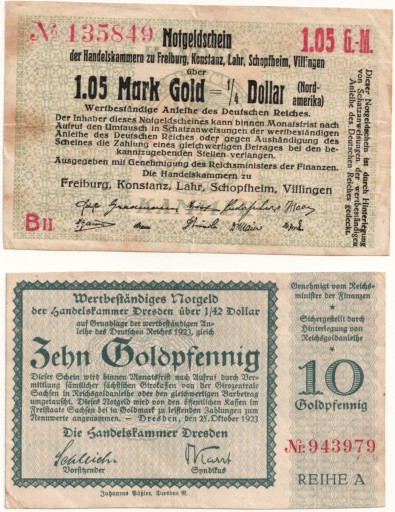 № 135849 Notgeldschein 1.05 G.-M.
der Handelskammern zu Freiburg, Konstanz, Lahr, Schopfheim, Villingen
über
1.05 Mark Gold = 1/4 Dollar (Nord-
amerika)
Wertbeständige Anleihe des Deutschen Reiches.
Der Inhaber dieses Notgeldscheines kann binnen Monatsfrist nach
Aufruf den Umtausch in Schatzanweisungen der wertbeständigen
Anleihe des Deutschen Reiches oder gegen Aushändigung des
Scheines die Zahlung eines gleichwertigen Betrages bei den be-
kanntzugebenden Stellen verlangen.
Ausgegeben mit Genehmigung des Reichsministers der Finanzen.
Die Handelskammern zu
Freiburg, Konstanz, Lahr, Schopfheim, Villingen
B II
Dieser Notgeldschein ist durch Hinterlegung
von Schatzanweisungen der wertbeständigen
Anleihe des Deutschen Reiches gedeckt.
Wertbeständiges Notgeld
der Handelskammer Dresden über 1/42 Dollar
auf Grundlage der wertbeständigen An-
leihe des Deutschen Reiches 1923, gleich
Zehn Goldpfennig
Dieser Schein wird binnen Monatsfrist nach Aufruf durch Ver-
mittlung sämtlicher sächsischen Girokassen von der Girozentrale
Sachsen in Reichsgoldanleihe oder den gleichwertigen Barbetrag
umgetauscht. Dieses Notgeld wird von den öffentlichen Kassen im
Freistaate Sachsen bei in Goldmark zu leistenden Zahlungen zum
Nennwerte angenommen. – Dresden, den 25. Oktober 1923
Die Handelskammer Dresden
Vorsitzender Syndikus
Johannes Päßler, Dresden N.
Genehmigt vom Reichs-
minister der Finanzen
Sichergestellt durch
Hinterlegung von
Reichsgoldanleihe
10
Goldpfennig
№ 943979
REIHE A